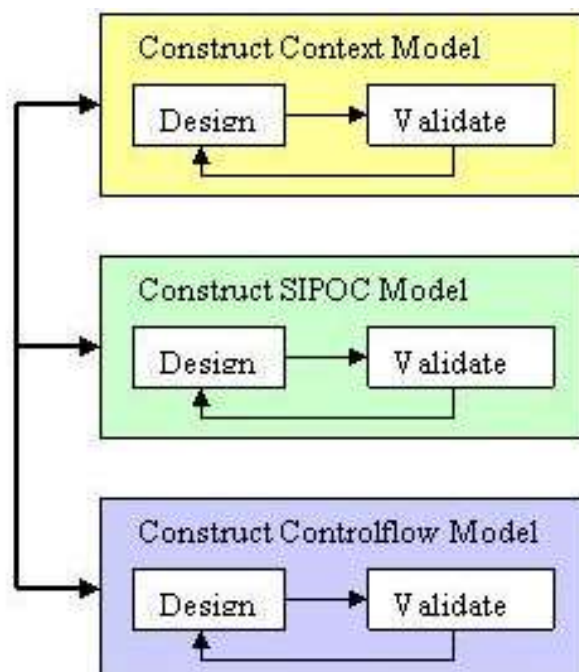 Construct Context Model
Design
Validate
Construct SIPOC Model
Design
Validate
Construct Controlflow Model
Design
Validate